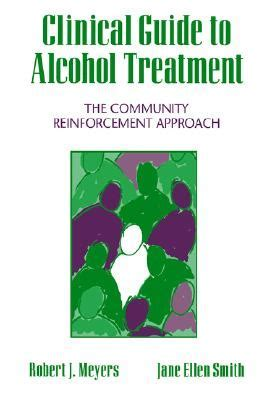 Clinical Guide to
Alcohol Treatment
THE COMMUNITY
REINFORCEMENT APPROACH
Robert J. Meyers Jane Ellen Smith